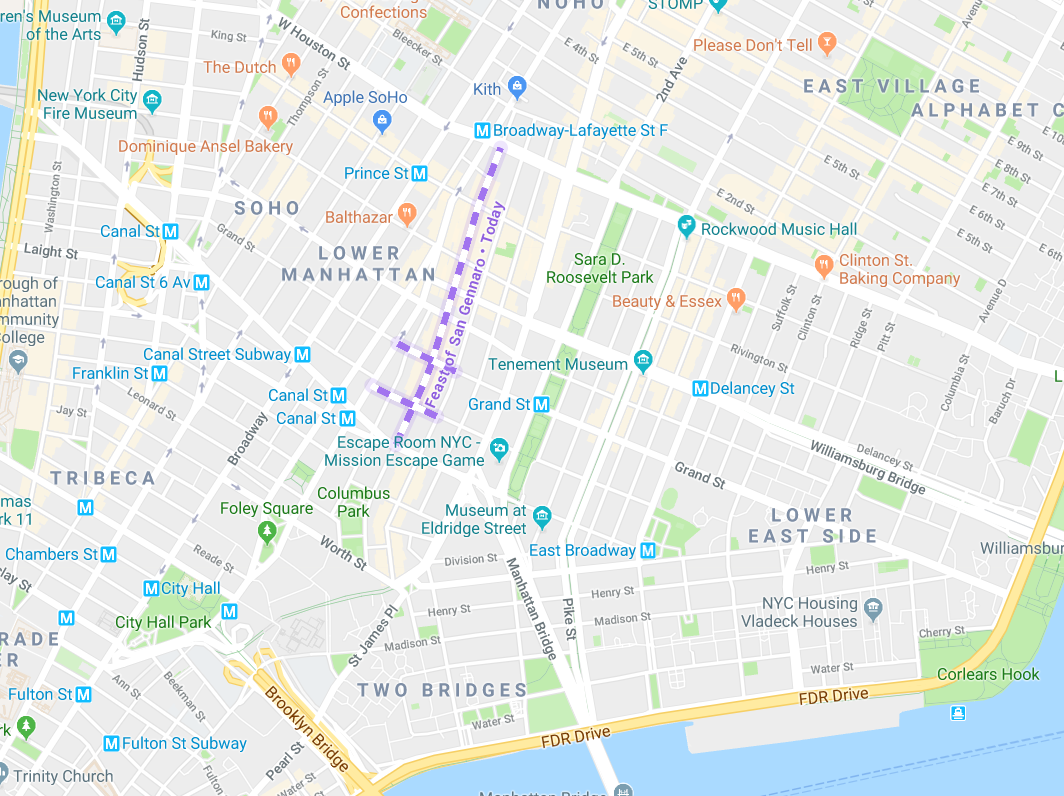 NOHO
STOMP
Confections
ren's Museum
of the Arts
Hudson St
King St
W Houston St
Bleecker St
E 4th St
E 5th St
Please Don't Tell
The Dutch
Thompson St
2nd Ave
EAST VILLAGE
ALPHABET C
New York City
Fire Museum
Apple SoHo
Kith
Dominique Ansel Bakery
Broadway-Lafayette St F
Prince St
E 10th St
E 9th St
E 8th St
E 7th St
E 6th St
E 5th St
E 5th St
E 2nd St
Washington St
SOHO
Balthazar
Canal St
Grand St
Laight St
LOWER
MANHATTAN
Feast of San Gennaro • Today
Rockwood Music Hall
Sara D.
Roosevelt Park
Clinton St.
Baking Company
Canal St 6 Av
rough of
anhattan
mmunity
College
Beauty & Essex
Suffolk St
Clinton St
Ridge St
Pitt St
Avenue D
Canal Street Subway
Franklin St
Tenement Museum
Rivington St
Delancey St
Columbia St
Baruch Dr
L
Canal St
Canal St
Grand St
Jay St
Leonard St
Broadway
Escape Room NYC -
Mission Escape Game
Delancey St
Williamsburg Bridge
Grand St
TRIBECA
mas
rk 11
Foley Square
Columbus
Park
Museum at
Eldridge Street
LOWER
EAST SIDE
Worth St
Reade St
Chambers St
East Broadway
Williamsbu
Division St
Manhattan Bridge
Henry St
City Hall
Henry St
Pike St
NYC Housing
Vladeck Houses
City Hall Park
St James Pl
Madison St
Madison St
Cherry St
RADE
ER
Water St
Corlears Hook
Ann St
Beekman St
TWO BRIDGES
Fulton St
FDR Drive
Brooklyn Bridge
Water St
FDR Drive
rk
Fulton St Subway
Pearl St
Trinity Church
Fulton
Water St
Manhattan Bridge